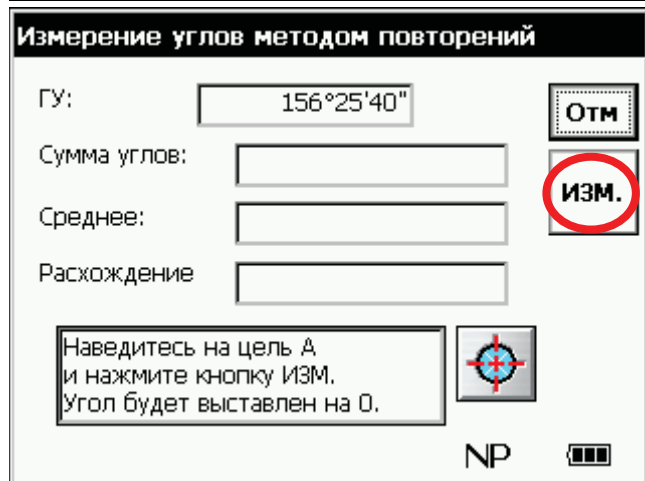 Измерение углов методом повторений
ГУ: 156°25'40"
Отм
Сумма углов:
ИЗМ.
Среднее:
Расхождение
Наведитесь на цель А
и нажмите кнопку ИЗМ.
Угол будет выставлен на 0.
NP